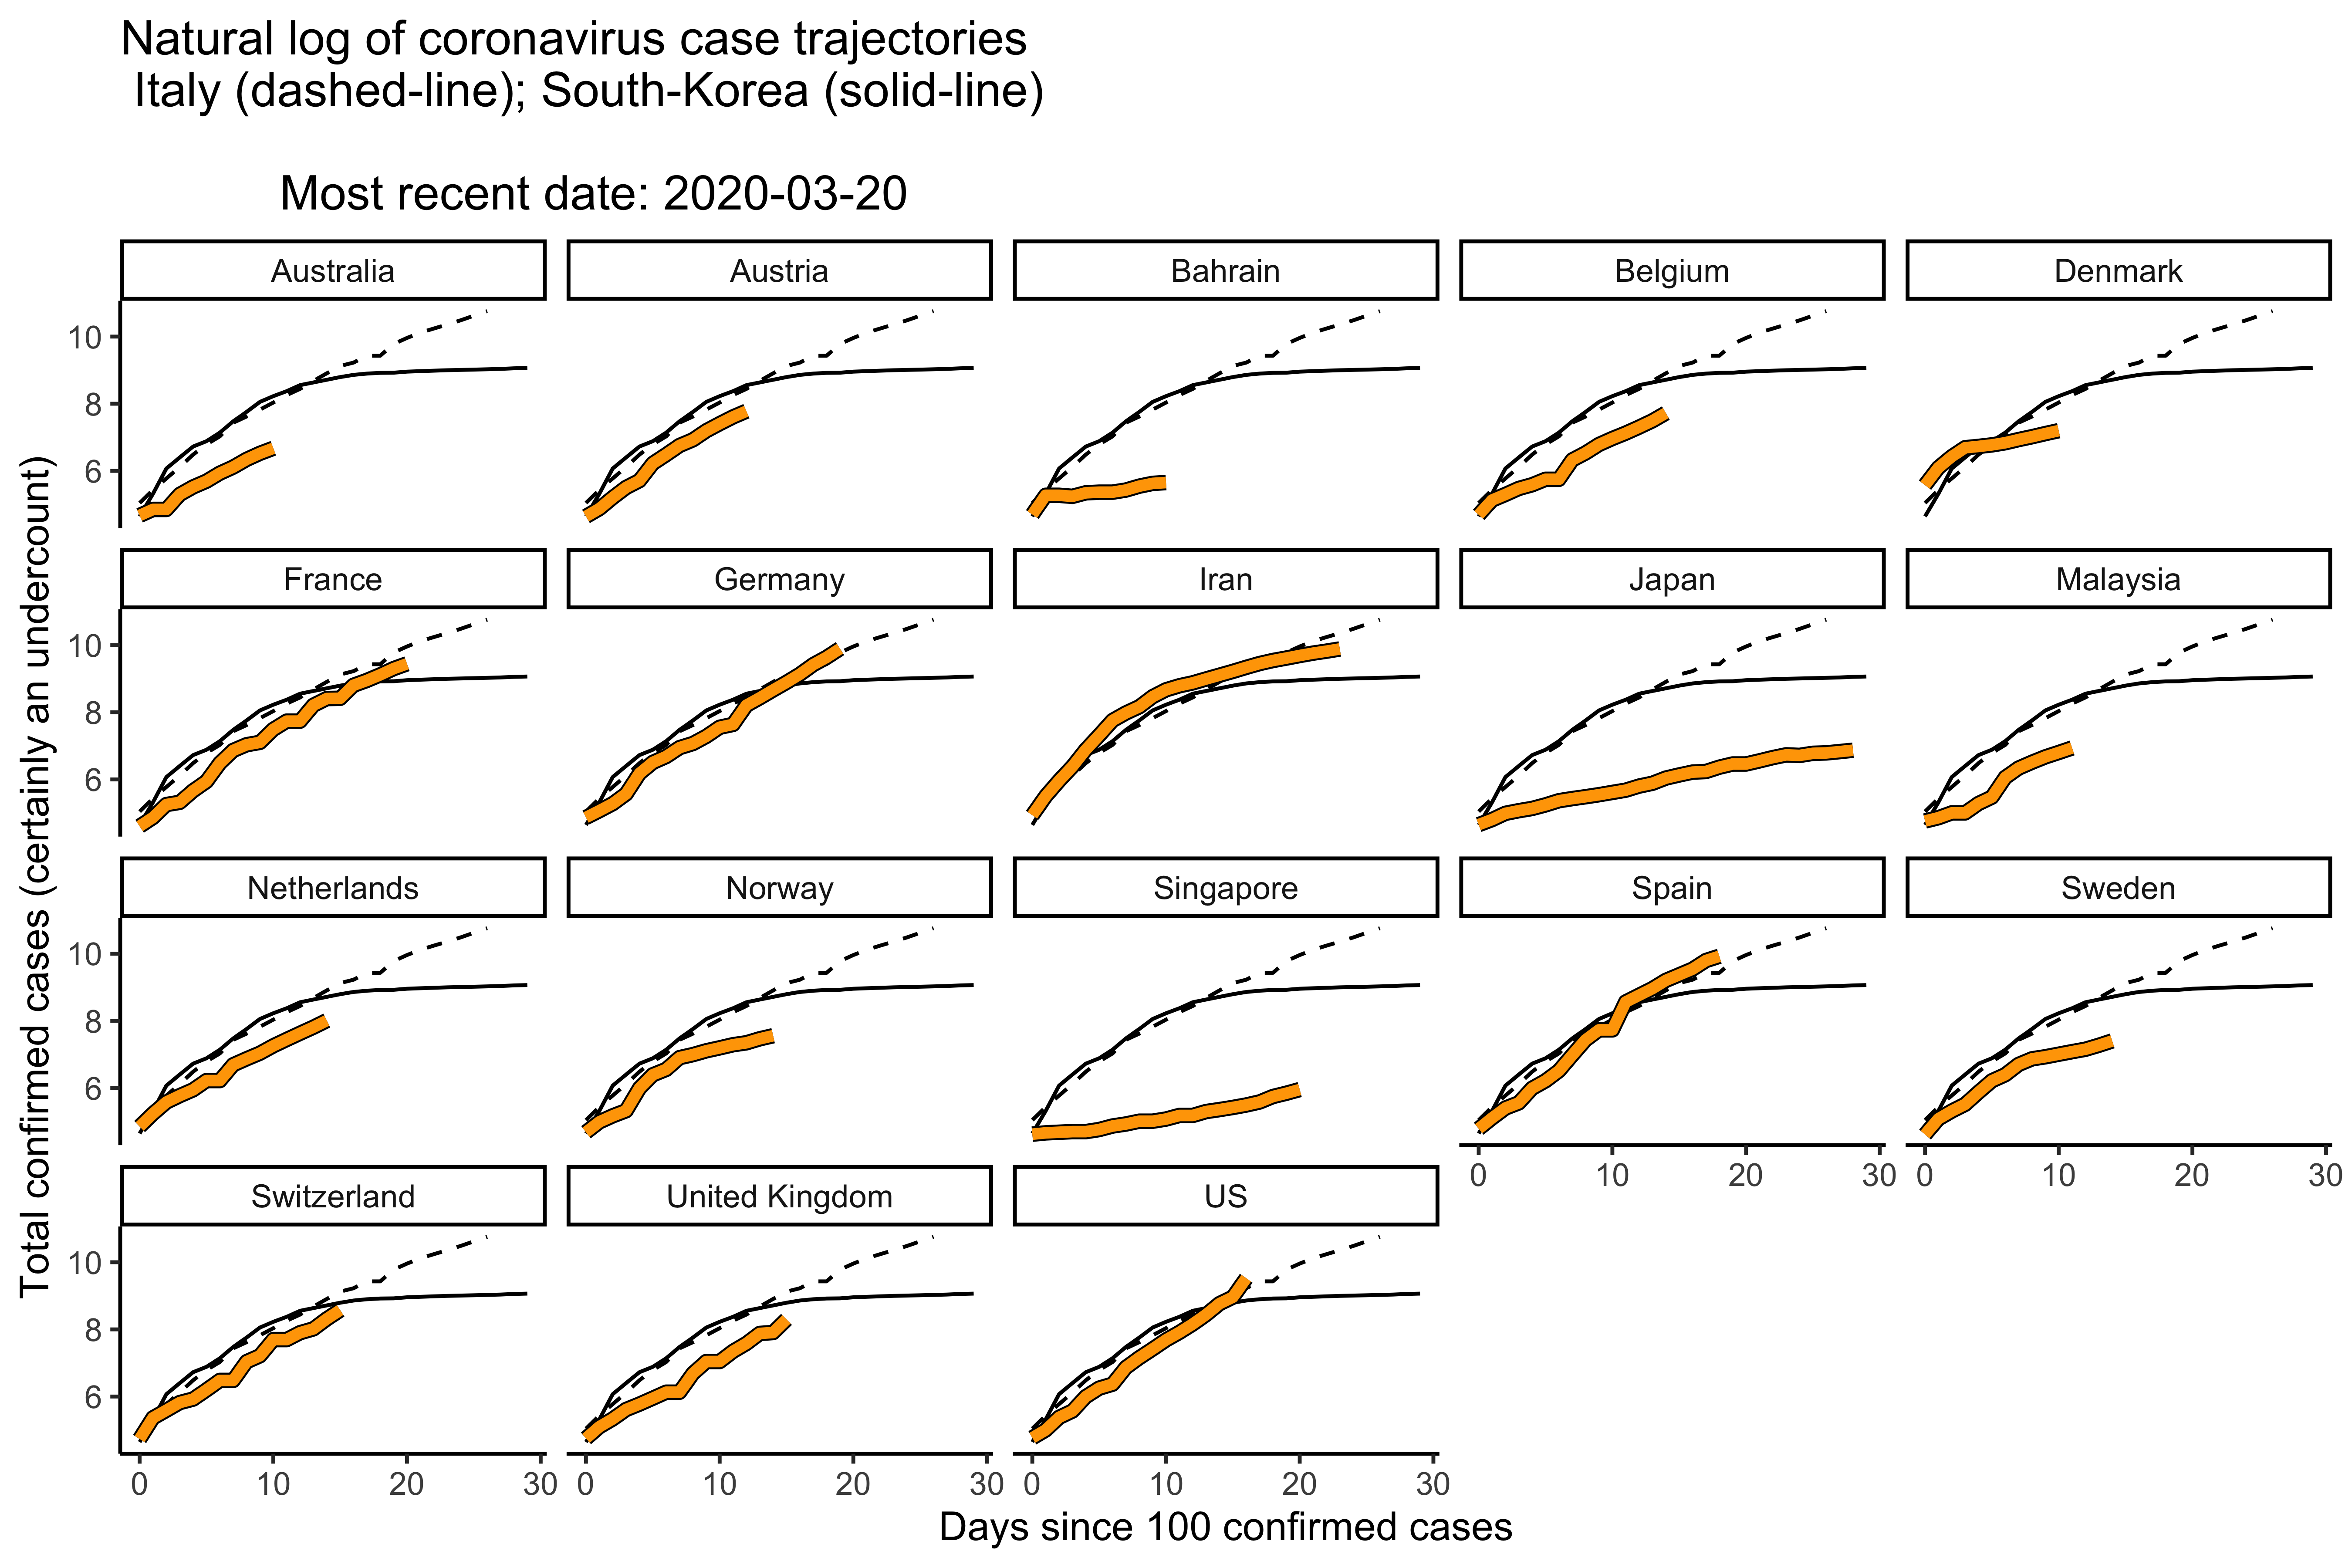 Natural log of coronavirus case trajectories
Italy (dashed-line); South-Korea (solid-line)
Most recent date: 2020-03-20
Total confirmed cases (certainly an undercount)
Australia
Austria
Bahrain
Belgium
Denmark
10
8
6
France
Germany
Iran
Japan
Malaysia
10
8
6
Netherlands
Norway
Singapore
Spain
Sweden
10
8
6
0 10 20 30
0 10 20 30
Switzerland
United Kingdom
US
10
8
6
0 10 20 30
0 10 20 30
0 10 20 30
Days since 100 confirmed cases